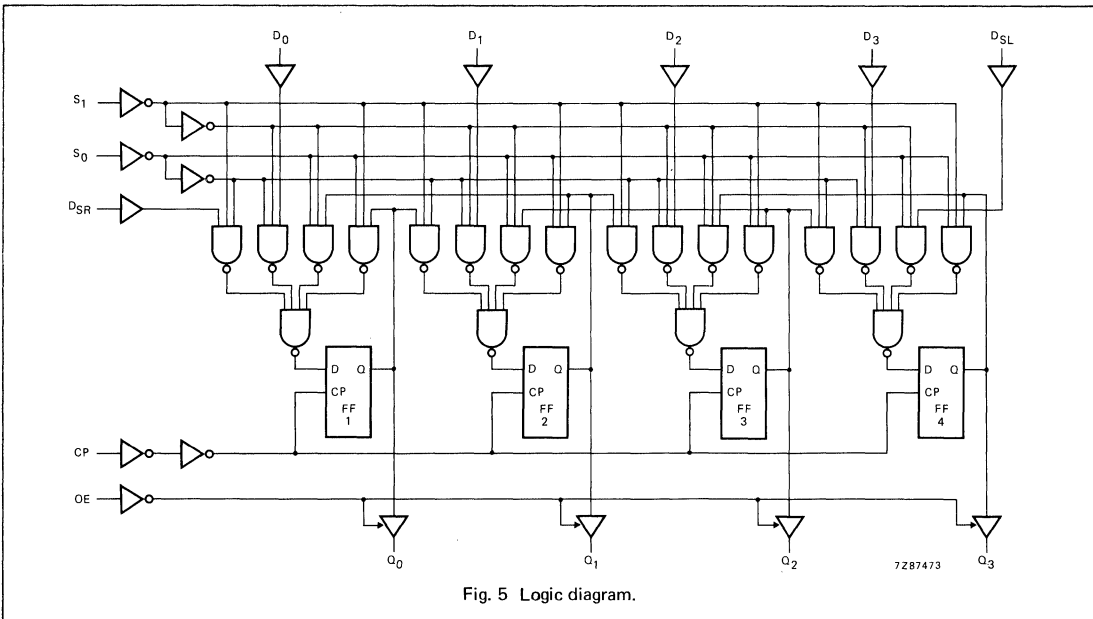 D0 D1 D2 D3 DSL
S1
S0
DSR
D Q D Q D Q D Q
CP CP CP CP
FF FF FF FF
1 2 3 4
CP
OE
Q0 Q1 Q2 7Z87473 Q3
Fig. 5 Logic diagram.